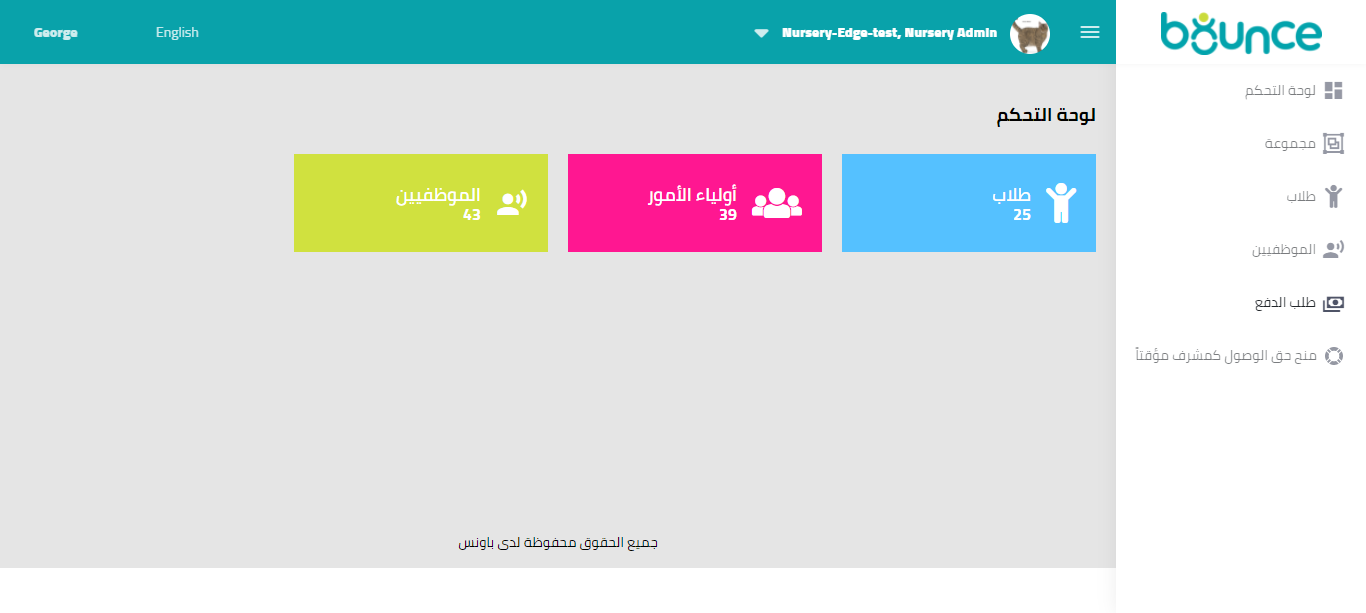 bounce
Nursery-Edge-test, Nursery Admin
English
George
لوحة التحكم
مجموعة
طلاب
الموظفيين
طلب الدفع
منح حق الوصول كمشرف مؤقتاً
لوحة التحكم
طلاب
25
أولياء الأمور
39
الموظفيين
43
جميع الحقوق محفوظة لدى باونس